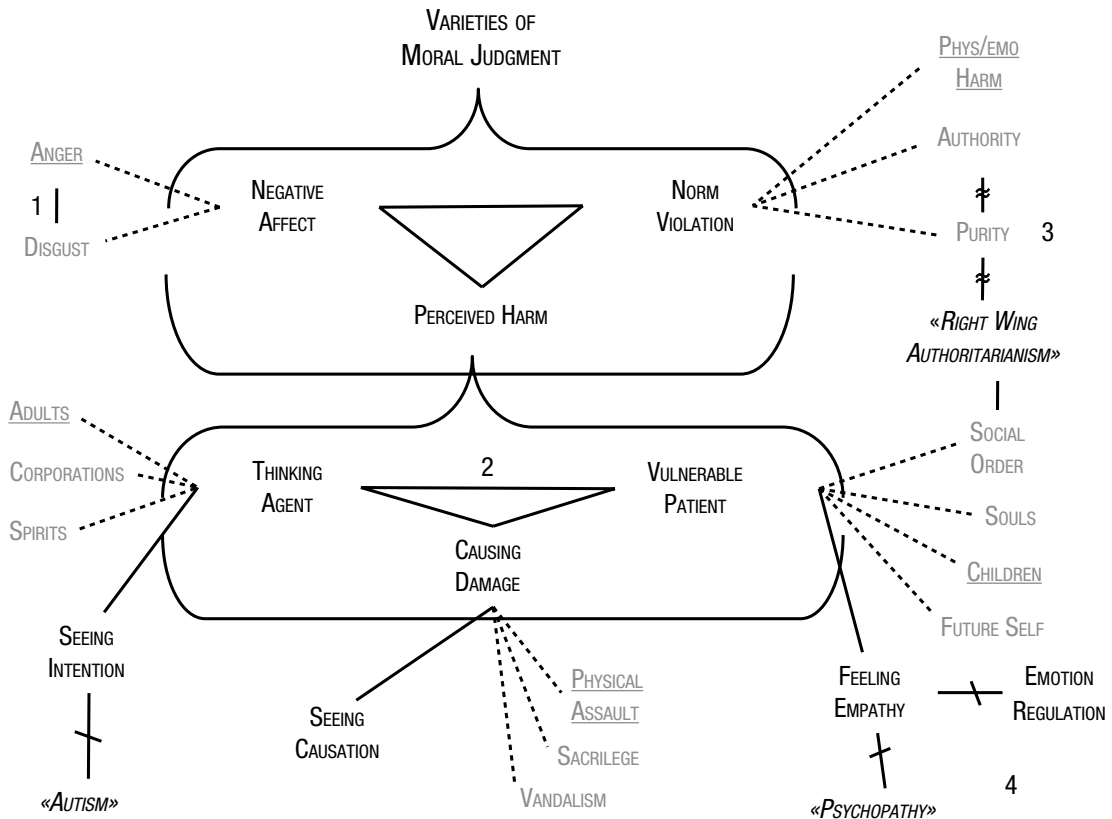 Varieties of
Moral Judgment
Phys/emo
Harm
Anger
Authority
1
Negative
Affect
Norm
Violation
Disgust
Purity
3
Perceived Harm
«Right Wing
Authoritarianism»
Adults
Social
Order
Corporations
Thinking
Agent
2
Vulnerable
Patient
Spirits
Souls
Causing
Damage
Children
Future Self
Seeing
Intention
Physical
Assault
Feeling
Empathy
Emotion
Regulation
Seeing
Causation
Sacrilege
Vandalism
«Autism»
«Psychopathy»
4